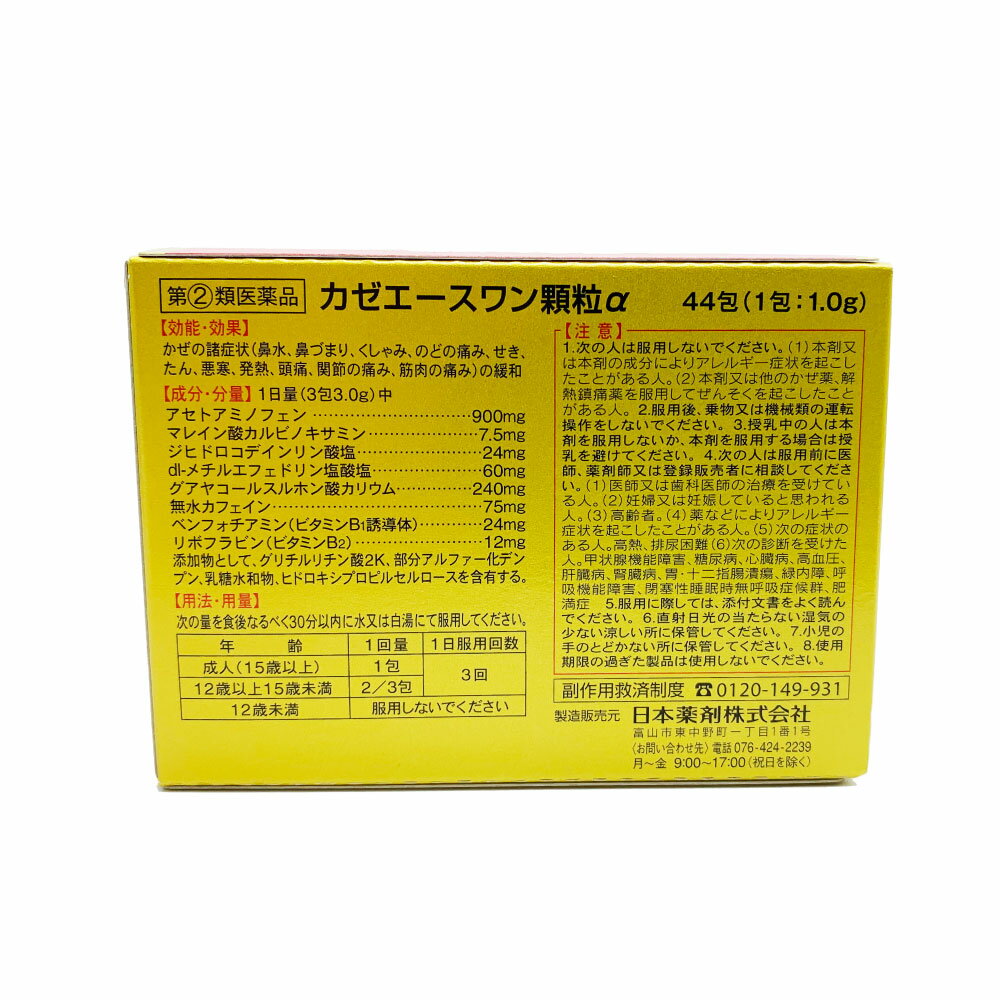 第②類医薬品 カゼエースワン顆粒α 44包(1包:1.0g)
【効能・効果】
かぜの諸症状(鼻水、鼻づまり、くしゃみ、のどの痛み、せき、
たん、悪寒、発熱、頭痛、関節の痛み、筋肉の痛み)の緩和
【成分・分量】1日量(3包3.0g)中
アセトアミノフェン 900mg
マレイン酸カルビノキサミン 7.5mg
ジヒドロコデインリン酸塩 24mg
dl-メチルエフェドリン塩酸塩 60mg
グアヤコールスルホン酸カリウム 240mg
無水カフェイン 75mg
ベンフォチアミン(ビタミンB1誘導体) 24mg
リボフラビン(ビタミンB2) 12mg
添加物として、グリチルリチン酸2K、部分アルファー化デン
プン、乳糖水和物、ヒドロキシプロピルセルロースを含有する。
【用法・用量】
次の量を食後なるべく30分以内に水又は白湯にて服用してください。
年 齢 1回量 1日服用回数
成人(15歳以上) 1包 3回
12歳以上15歳未満 2/3包
12歳未満 服用しないでください
【注 意】
1.次の人は服用しないでください。(1)本剤又
は本剤の成分によりアレルギー症状を起こし
たことがある人。(2)本剤又は他のかぜ薬、解
熱鎮痛薬を服用してぜんそくを起こしたこと
がある人。2.服用後、乗物又は機械類の運転
操作をしないでください。3.授乳中の人は本
剤を服用しないか、本剤を服用する場合は授
乳を避けてください。4.次の人は服用前に医
師、薬剤師又は登録販売者に相談してくださ
い。(1)医師又は歯科医師の治療を受けてい
る人。(2)妊婦又は妊娠していると思われる
人。(3)高齢者。(4)薬などによりアレルギー
症状を起こしたことがある人。(5)次の症状の
ある人。高熱、排尿困難(6)次の診断を受けた
人。甲状腺機能障害、糖尿病、心臓病、高血圧、
肝臓病、腎臓病、胃・十二指腸潰瘍、緑内障、呼
吸機能障害、閉塞性睡眠時無呼吸症候群、肥
満症 5.服用に際しては、添付文書をよく読ん
でください。6.直射日光の当たらない湿気の
少ない涼しい所に保管してください。7.小児の
手のとどかない所に保管してください。8.使用
期限の過ぎた製品は使用しないでください。
副作用救済制度 ☎0120-149-931
製造販売元 日本薬剤株式会社
富山市東中野町一丁目1番1号
〈お問い合わせ先〉電話076-424-2239
月〜金 9:00〜17:00(祝日を除く)